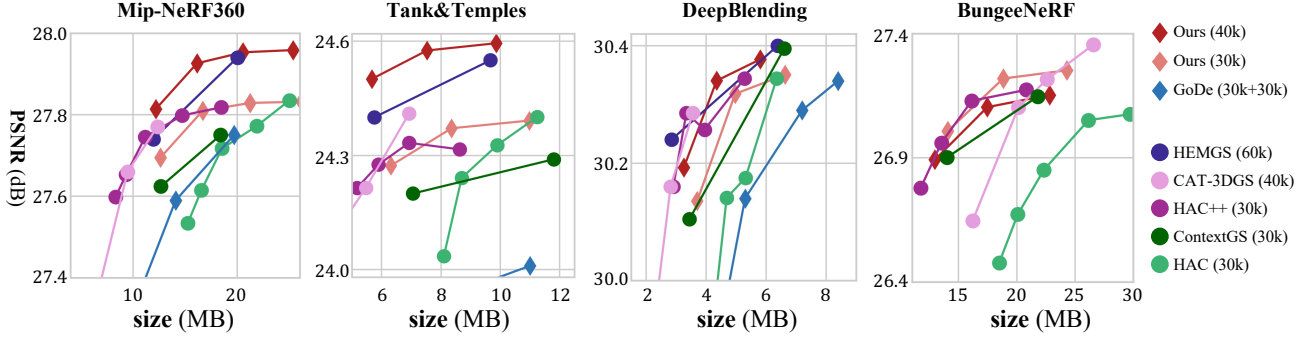 Mip-NeRF360
Tank&Temples
DeepBlending
BungeeNeRF
PSNR (dB)
28.0
27.8
27.6
27.4
10
20
size (MB)
24.6
24.3
24.0
6
8
10
12
size (MB)
30.4
30.2
30.0
2
4
6
8
size (MB)
27.4
26.9
26.4
15
20
25
30
size (MB)
Ours (40k)
Ours (30k)
GoDe (30k+30k)
HEMGS (60k)
CAT-3DGS (40k)
HAC++ (30k)
ContextGS (30k)
HAC (30k)